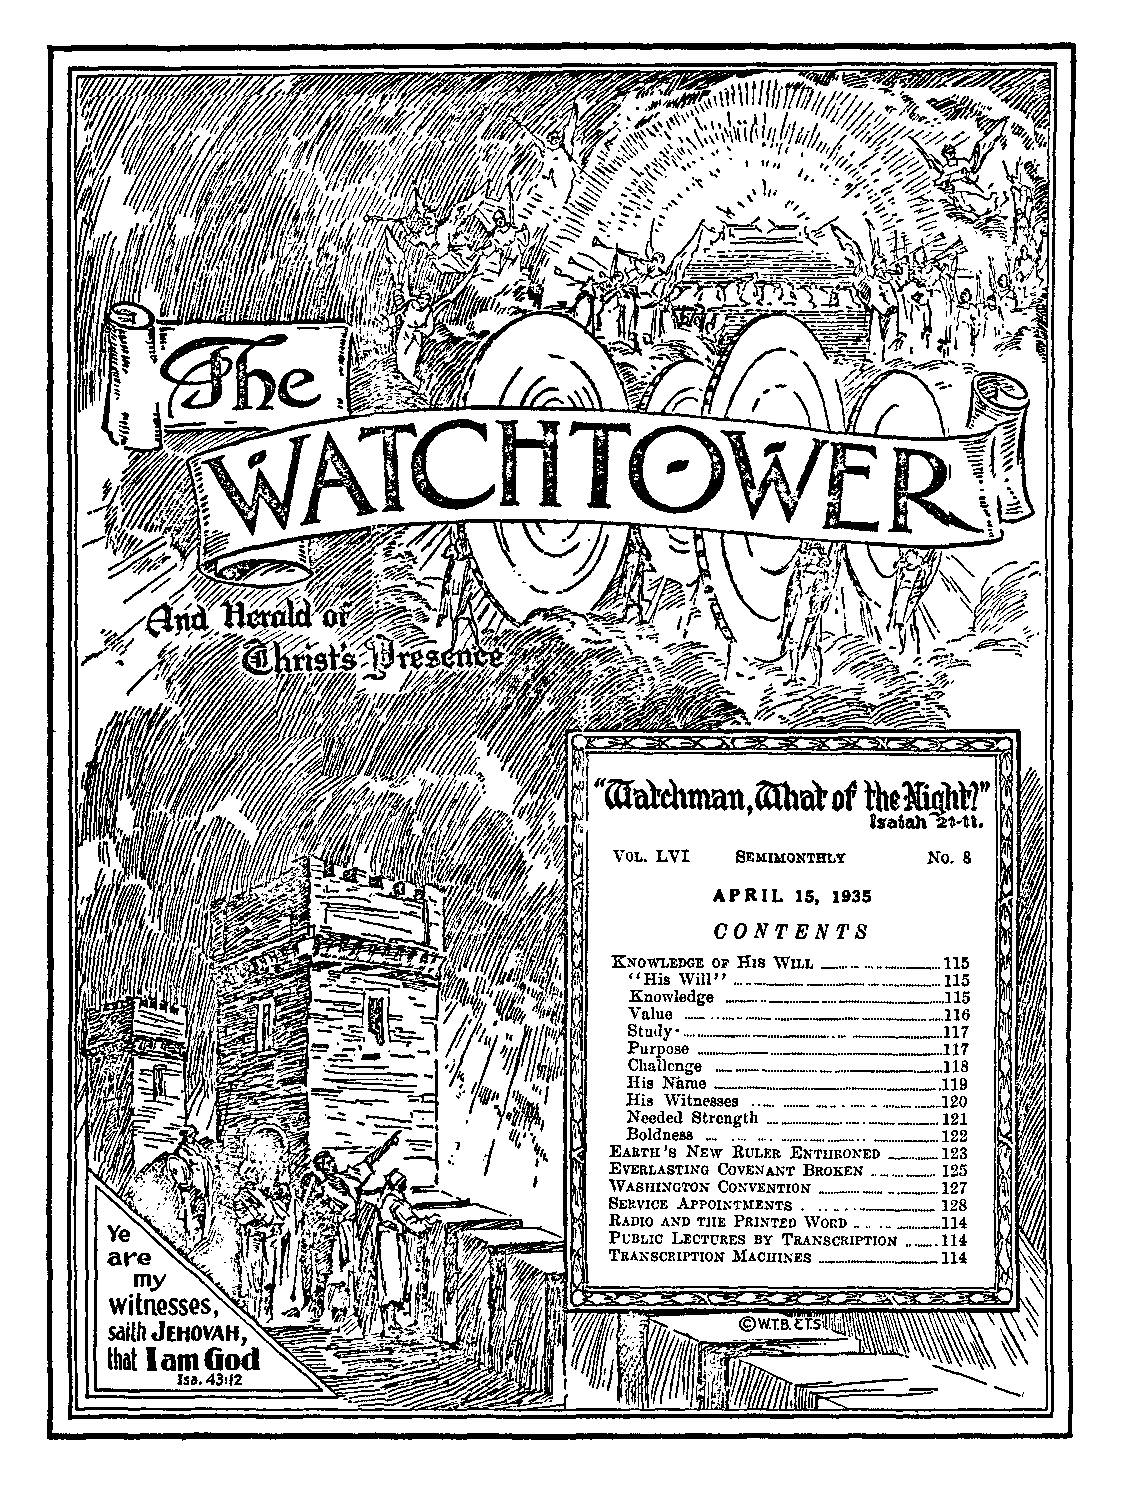 The
WATCHTOWER
And Herald of
Christ's Presence
"Watchman, What of the Night?"
Isaiah 21-11.
VOL. LVI SEMIMONTHLY No. 8
APRIL 15, 1935
CONTENTS
KNOWLEDGE OF HIS WILL 115
"His Will" 115
Knowledge 115
Value 116
Study 117
Purpose 117
Challenge 118
His Name 119
His Witnesses 120
Needed Strength 121
Boldness 122
EARTH'S NEW RULER ENTHRONED 123
EVERLASTING COVENANT BROKEN 125
WASHINGTON CONVENTION 127
SERVICE APPOINTMENTS 128
RADIO AND THE PRINTED WORD 114
PUBLIC LECTURES BY TRANSCRIPTION 114
TRANSCRIPTION MACHINES 114
Ye
are
my
witnesses,
saith JEHOVAH,
that I am God
Isa. 43:12
©W.T.B.&T.S